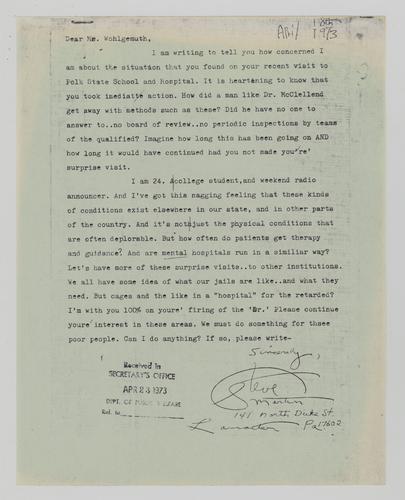 April 18th
1973
Dear Ms. Wohlgemuth,
I am writing to tell you how concerned I
am about the situation that you found on your recent visit to
Polk State School and Hospital. It is heartening to know that
you took inediatte action. How did a man like Dr. McClellend
get away with methods such as these? Did he have no one to
answer to..no board of review..no periodic inspections by teams
of the qualified? Imagine how long this has been going on AND
how long it would have continued had you not made youre'
surprise visit.
I am 24. Acollege student,and weekend radio
announcer. And I've got this nagging feeling that these kinds
of conditions exist elsewhere in our state, and in other parts
of the country. And it's notjust the physical conditions that
are often deplorable. But how often do patients get therapy
and guidance? And are mental hospitals run in a similiar way?
Let's have more of these surprise visits..to other institutions.
We all have some idea of what our jails are like..and what they
need. But cages and the like in a "hospital" for the retarded?
I'm with you 100% on youre' firing of the 'Dr.' Please continue
youre' interest in these areas. We must do something for thsee
poor people. Can I do anything? If so, please write-
Sincerely,
Steve
Merlin
141 North Duke St.
Lancaster Pa 17602
Received in
SECRETARY'S OFFICE
APR 23 1973
DEPT. OF PUBLIC WELFARE
Ref. to